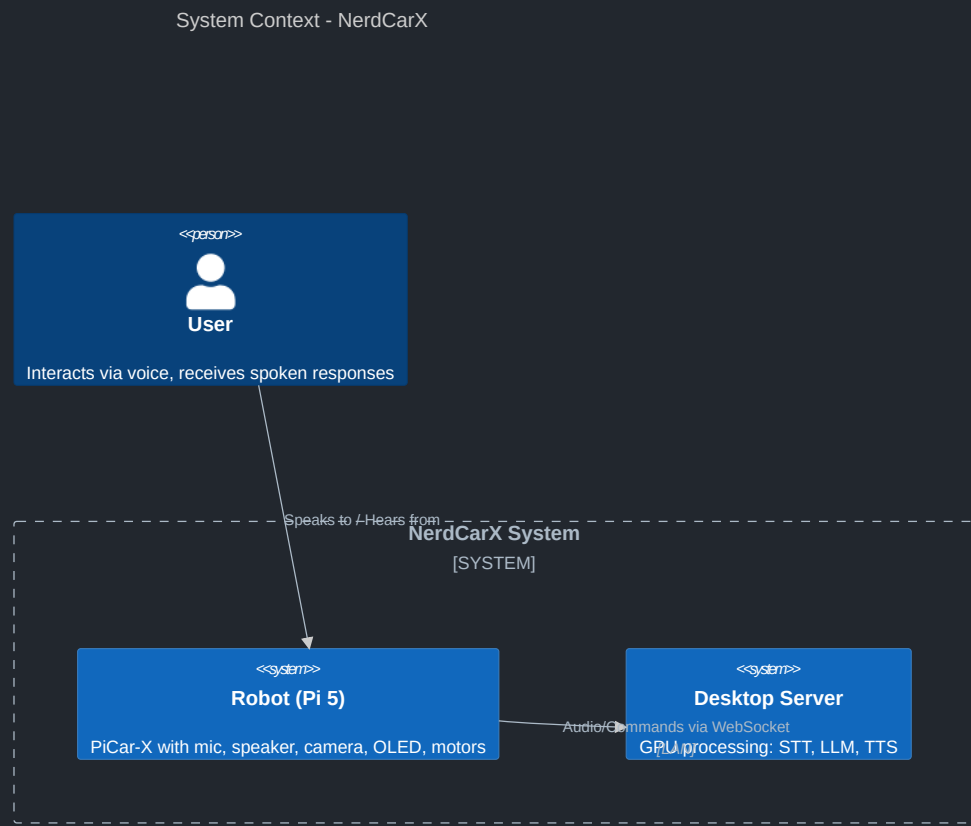 System Context - NerdCarX
<<person>>
User
Interacts via voice, receives spoken responses
Speaks to / Hears from
NerdCarX System
[SYSTEM]
<<system>>
Robot (Pi 5)
PiCar-X with mic, speaker, camera, OLED, motors
<<system>>
Desktop Server
Audio/Commands via WebSocket
GPU processing: STT, LLM, TTS